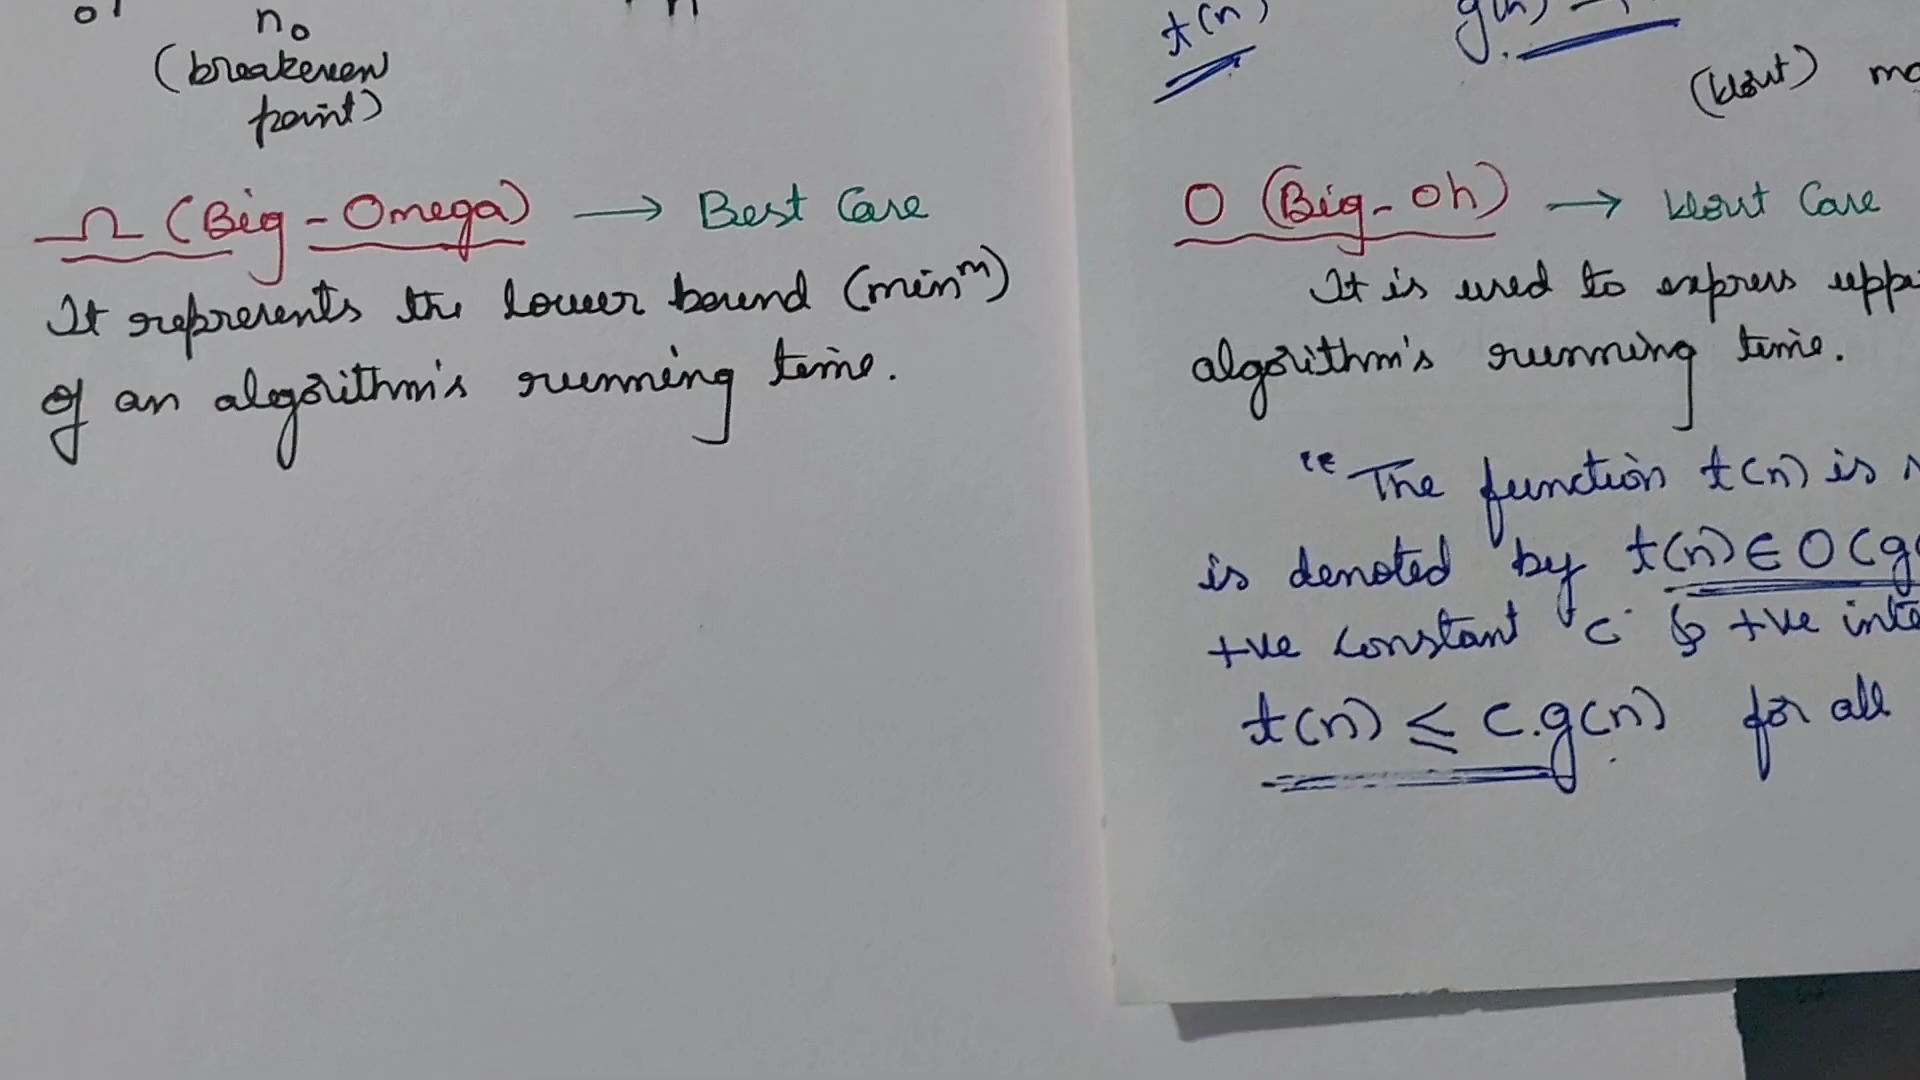 n₀
(breakeven
point)
Ω (Big-Omega) → Best Case
It represents the lower bound (minᵐ)
of an algorithm's running time.
t(n)
g(n)
(Worst)
O (Big-Oh) → Worst Case
It is used to express
algorithm's running time.
“The function t(n) is
is denoted by t(n) ∈ O(g
+ve constant 'c' & +ve
t(n) ≤ c.g(n) for all